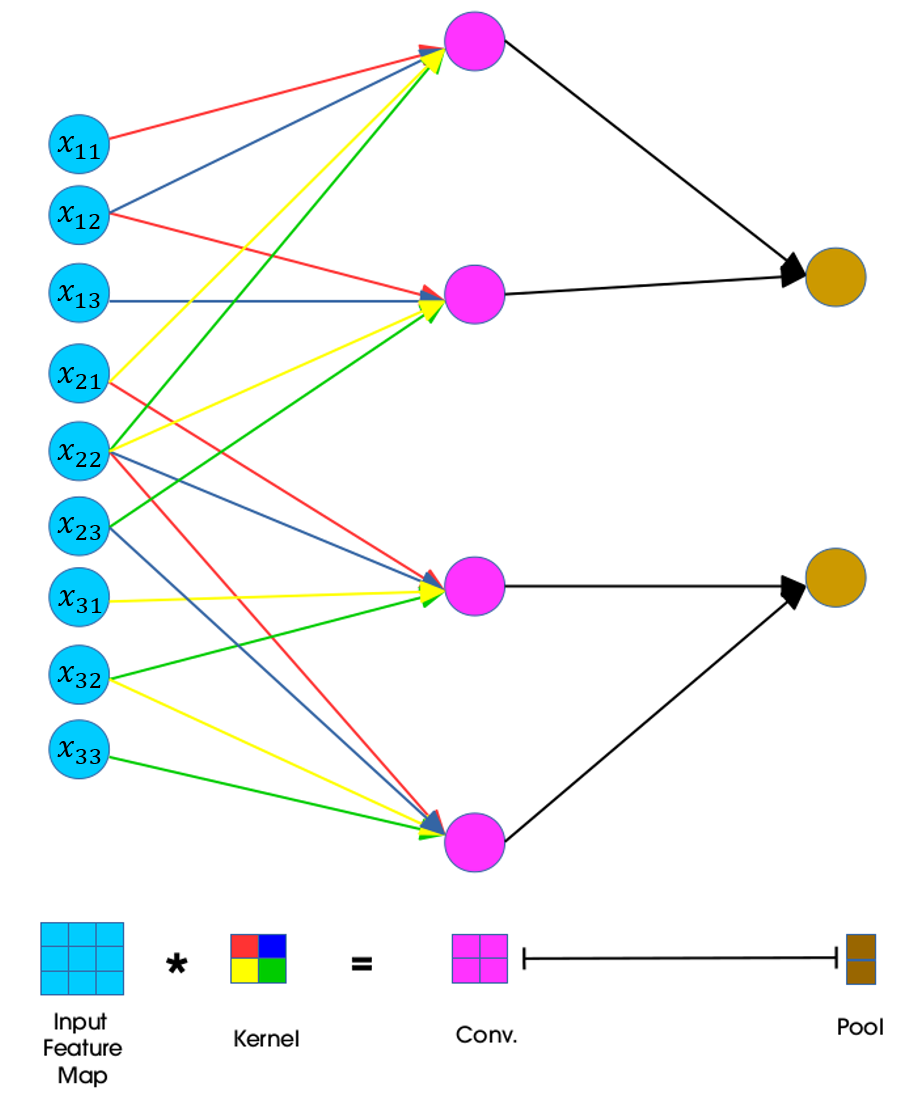 x11
x12
x13
x21
x22
x23
x31
x32
x33
* =
Input
Feature
Map
Kernel
Conv.
Pool